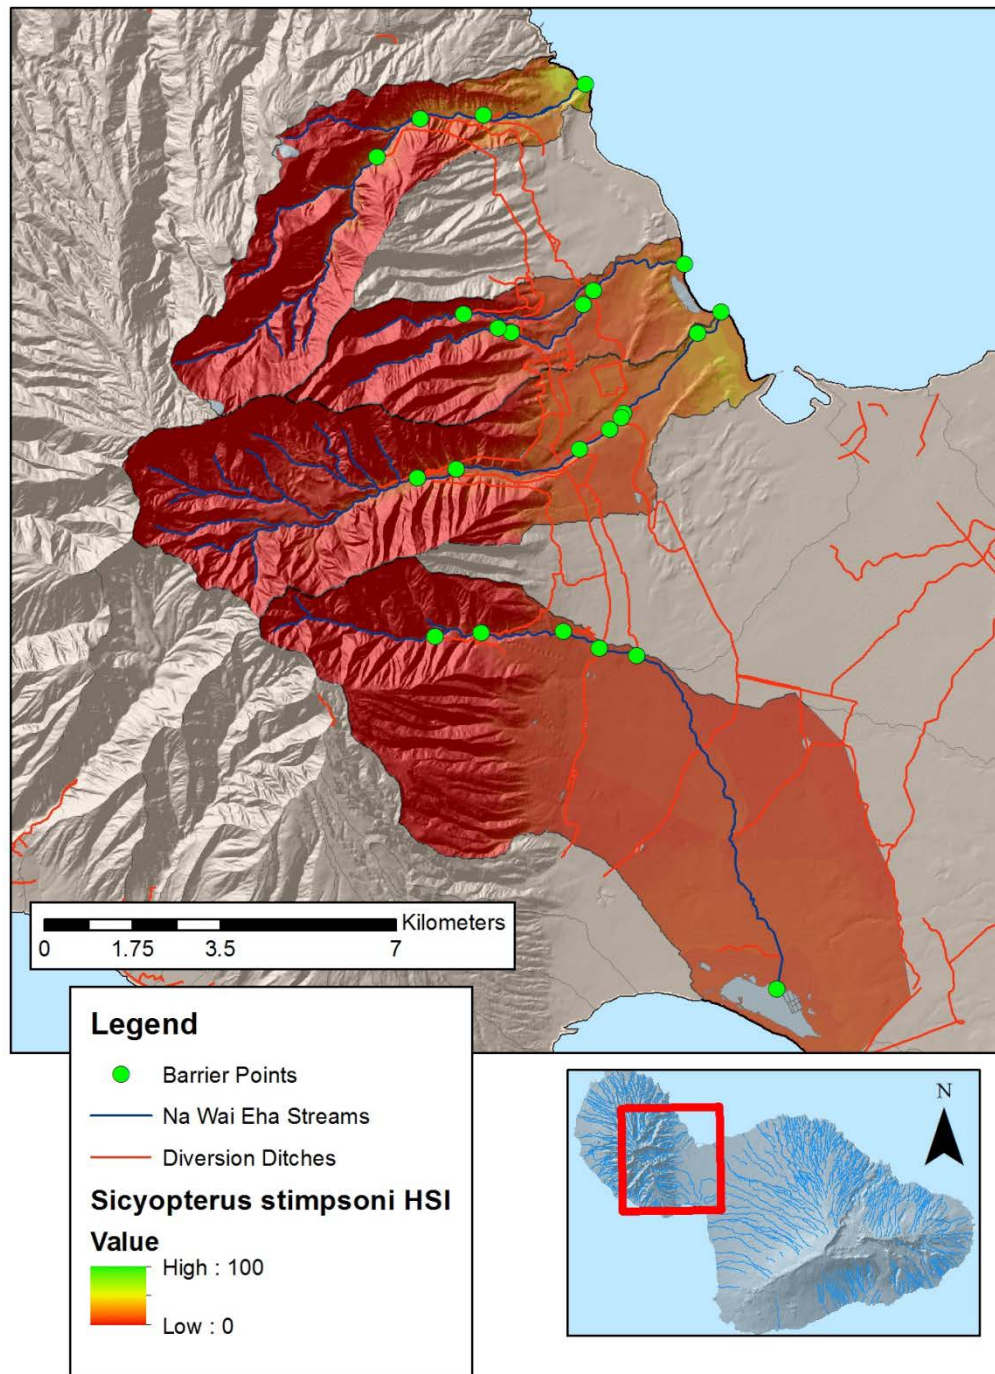 Kilometers
0 1.75 3.5 7
Legend
Barrier Points
Na Wai Eha Streams
Diversion Ditches
Sicyopterus stimpsoni HSI
Value
High : 100
Low : 0
N